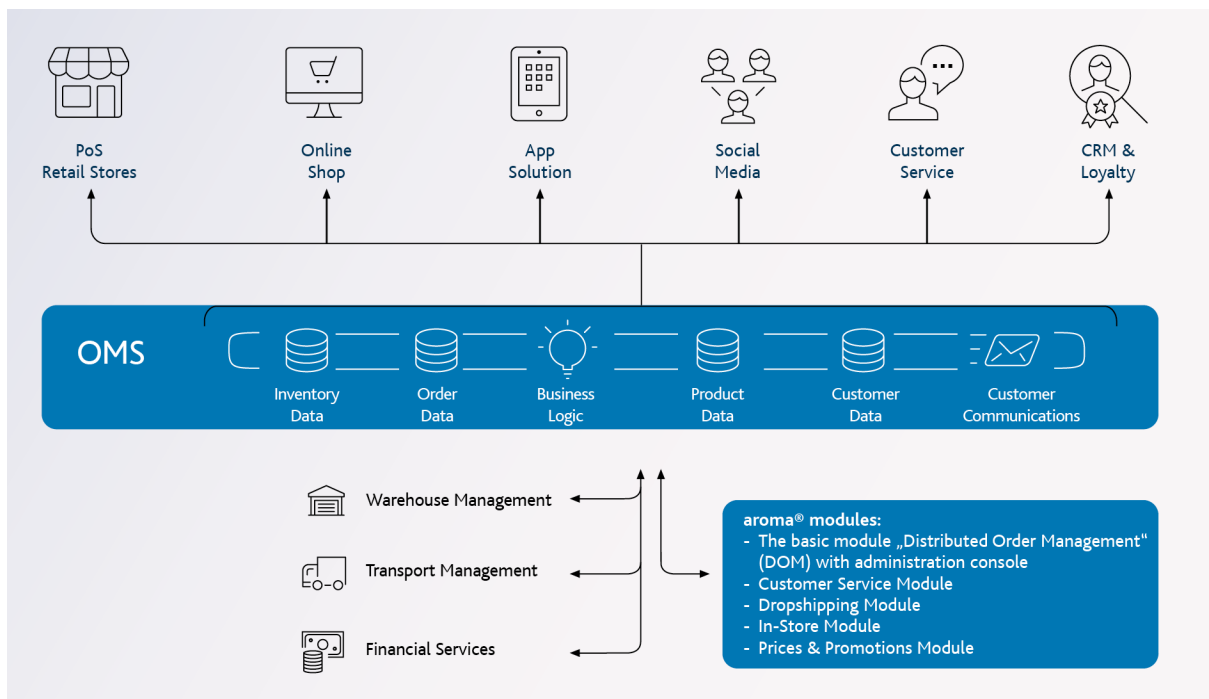 PoS
Retail Stores
Online
Shop
App
Solution
Social
Media
Customer
Service
CRM &
Loyalty
OMS
Inventory
Data
Order
Data
Business
Logic
Product
Data
Customer
Data
Customer
Communications
Warehouse Management
Transport Management
Financial Services
aroma® modules:
- The basic module „Distributed Order Management“
(DOM) with administration console
- Customer Service Module
- Dropshipping Module
- In-Store Module
- Prices & Promotions Module